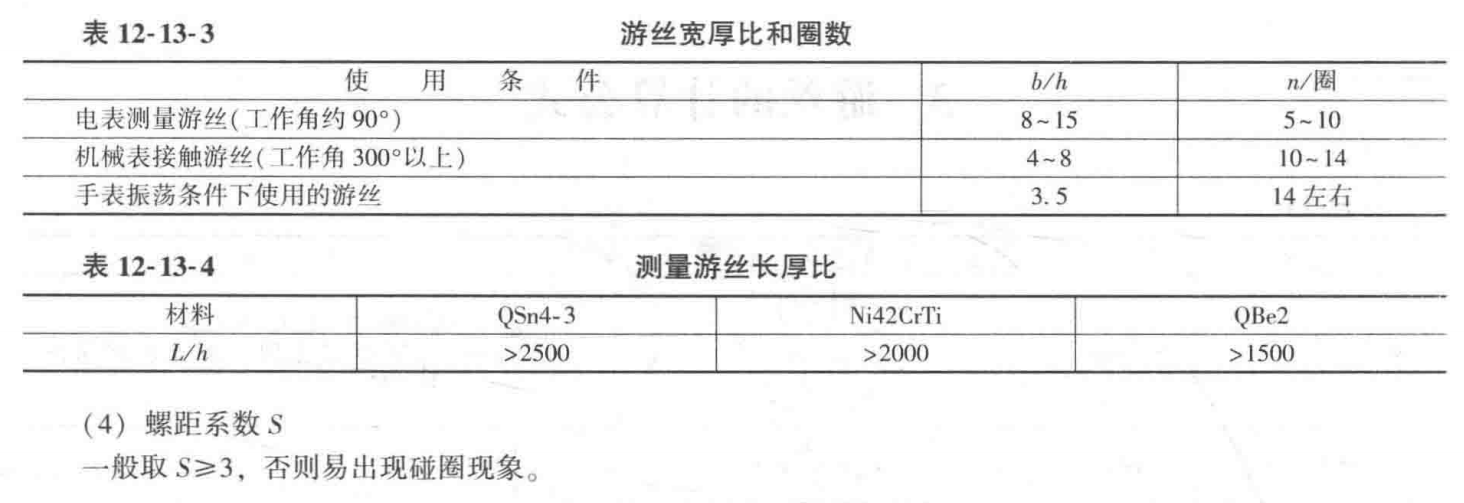 表 12-13-3 游丝宽厚比和圈数
使用条件 b/h n/圈
电表测量游丝(工作角约 90°) 8~15 5~10
机械表接触游丝(工作角 300°以上) 4~8 10~14
手表振荡条件下使用的游丝 3.5 14 左右
表 12-13-4 测量游丝长厚比
材料 QSn4-3 Ni42CrTi QBe2
L/h >2500 >2000 >1500
(4) 螺距系数 S
一般取 S≥3，否则易出现碰圈现象。